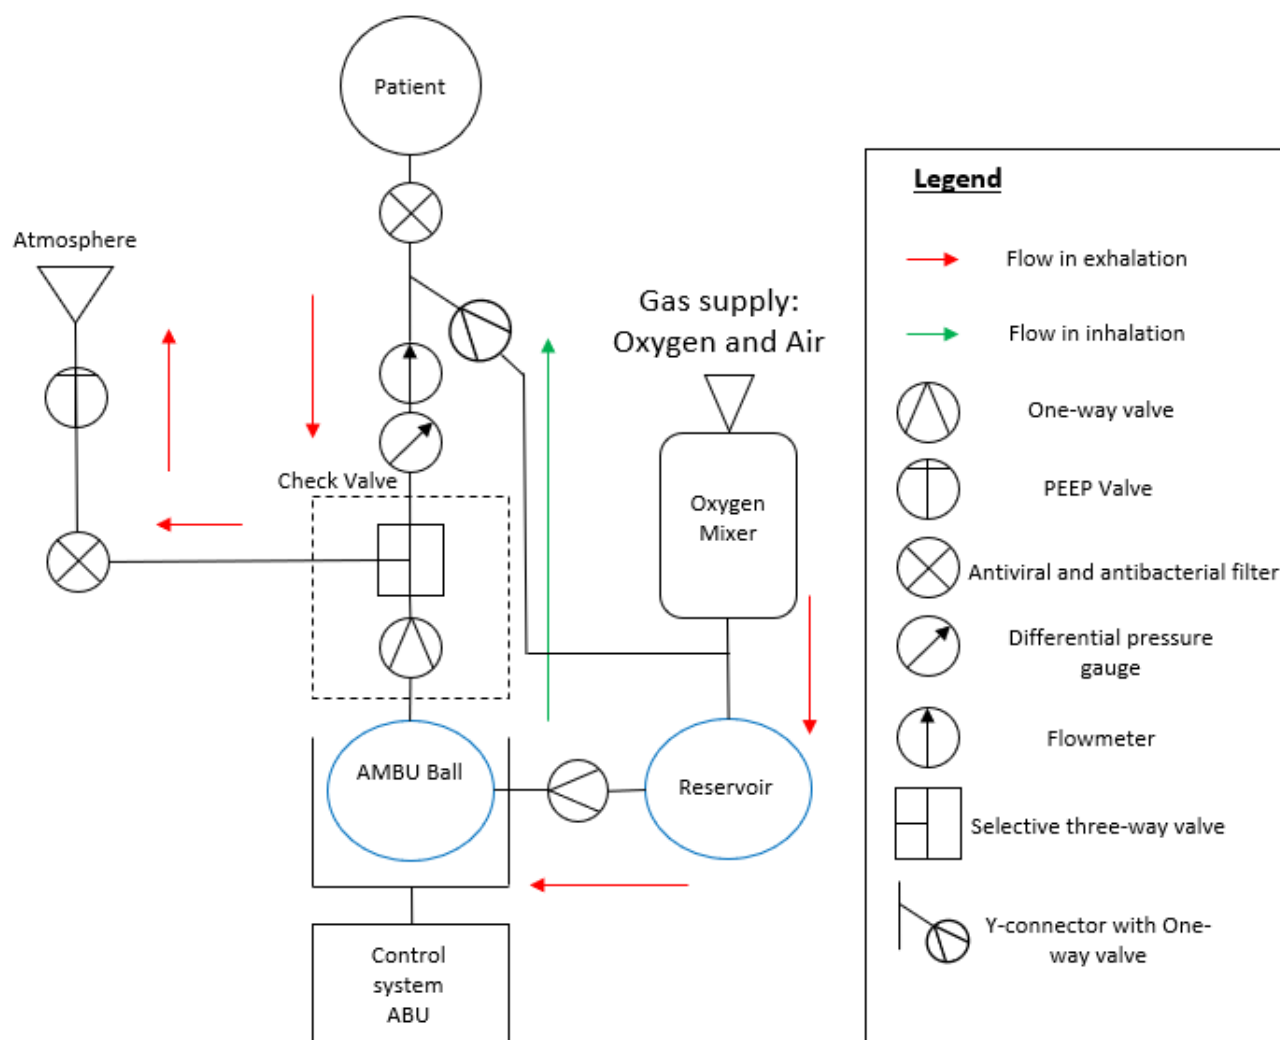 Patient
Atmosphere
Gas supply:
Oxygen and Air
Check Valve
Oxygen
Mixer
AMBU Ball
Reservoir
Control
system
ABU
Legend
Flow in exhalation
Flow in inhalation
One-way valve
PEEP Valve
Antiviral and antibacterial filter
Differential pressure
gauge
Flowmeter
Selective three-way valve
Y-connector with One-
way valve